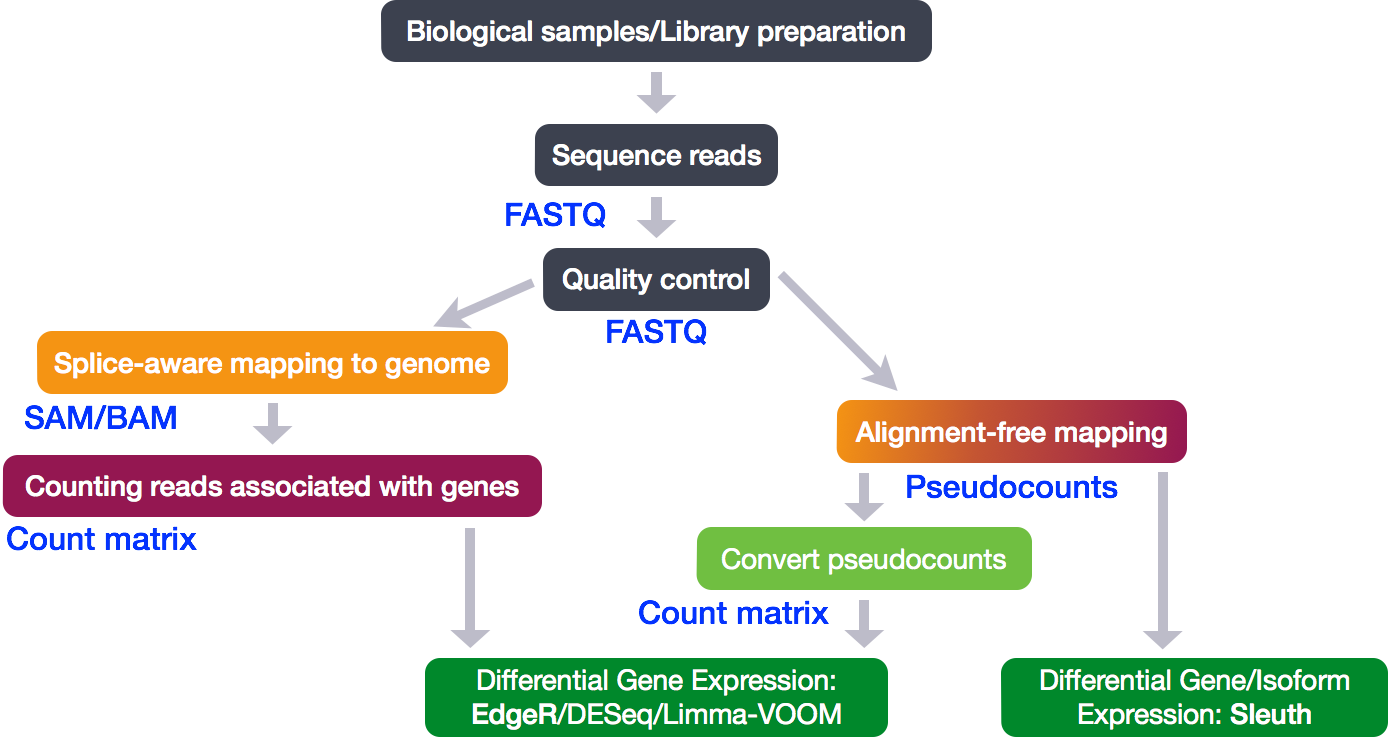 Biological samples/Library preparation
Sequence reads
FASTQ
Quality control
FASTQ
Splice-aware mapping to genome
SAM/BAM
Counting reads associated with genes
Count matrix
Alignment-free mapping
Pseudocounts
Convert pseudocounts
Count matrix
Differential Gene Expression:
EdgeR/DESeq/Limma-VOOM
Differential Gene/Isoform
Expression: Sleuth